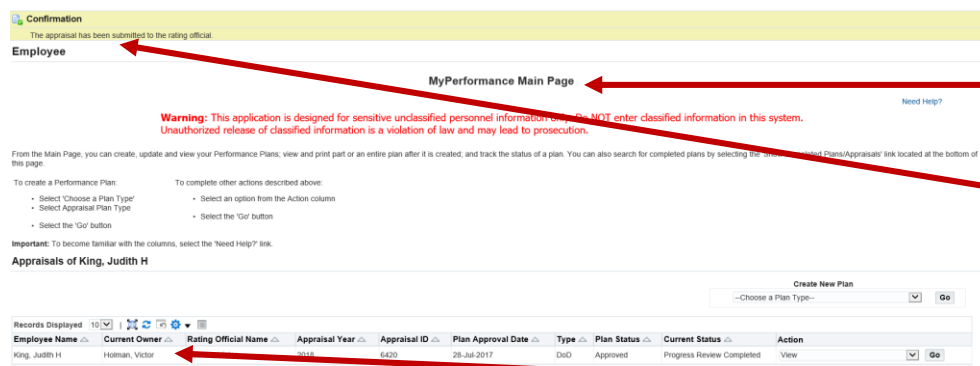 Confirmation
The appraisal has been submitted to the rating official.
Employee
MyPerformance Main Page
Need Help?
Warning: This application is designed for sensitive unclassified personnel information only. Do NOT enter classified information in this system.
Unauthorized release of classified information is a violation of law and may lead to prosecution.
From the Main Page, you can create, update and view your Performance Plans; view and print part or an entire plan after it is created; and track the status of a plan. You can also search for completed plans by selecting the 'Show Completed Plans/Appraisals' link located at the bottom of
this page.
To create a Performance Plan: To complete other actions described above:
• Select 'Choose a Plan Type' • Select an option from the Action column
• Select Appraisal Plan Type
• Select the 'Go' button
• Select the 'Go' button
Important: To become familiar with the columns, select the 'Need Help?' link.
Appraisals of King, Judith H
Create New Plan
--Choose a Plan Type-- Go
Records Displayed 10
Employee Name Current Owner Rating Official Name Appraisal Year Appraisal ID Plan Approval Date Type Plan Status Current Status Action
King, Judith H Holman, Victor 2018 6420 28-Jul-2017 DoD Approved Progress Review Completed View Go